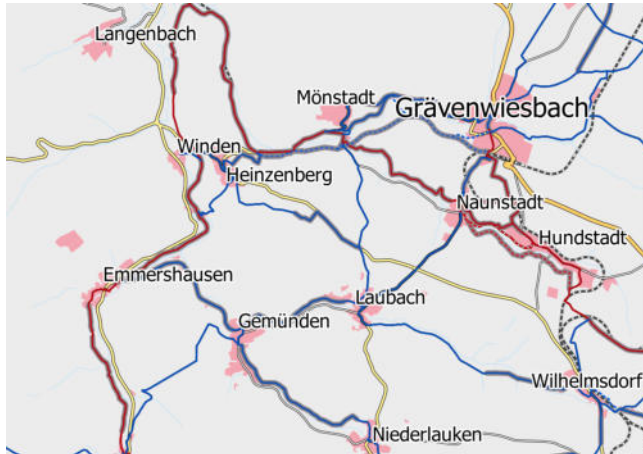 Langenbach
Mönstadt
Grävenwiesbach
Winden
Heinzenberg
Naunstadt
Hundstadt
Emmershausen
Laubach
Gemünden
Wilhelmsdorf
Niederlauken